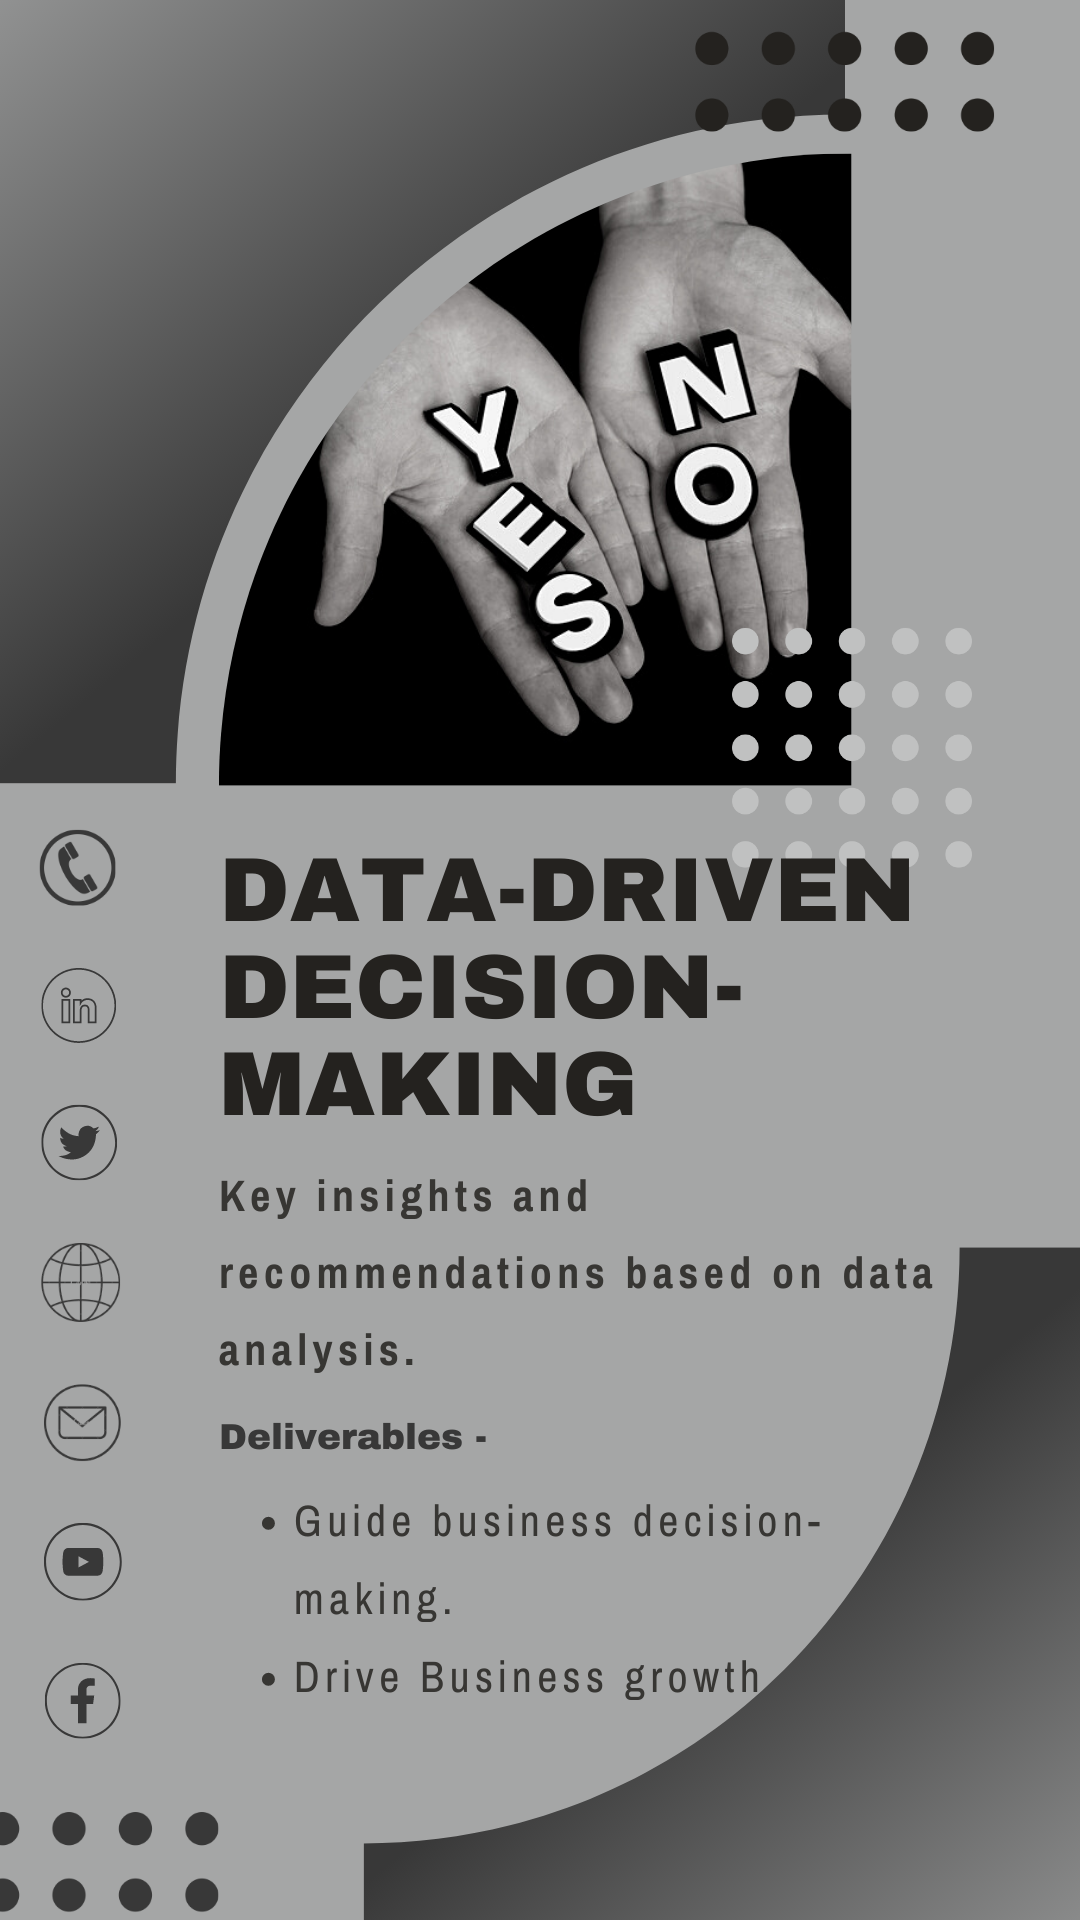 YES
NO
DATA-DRIVEN
DECISION-
MAKING
Key insights and
recommendations based on data
analysis.
Deliverables -
• Guide business decision-
making.
• Drive Business growth
in